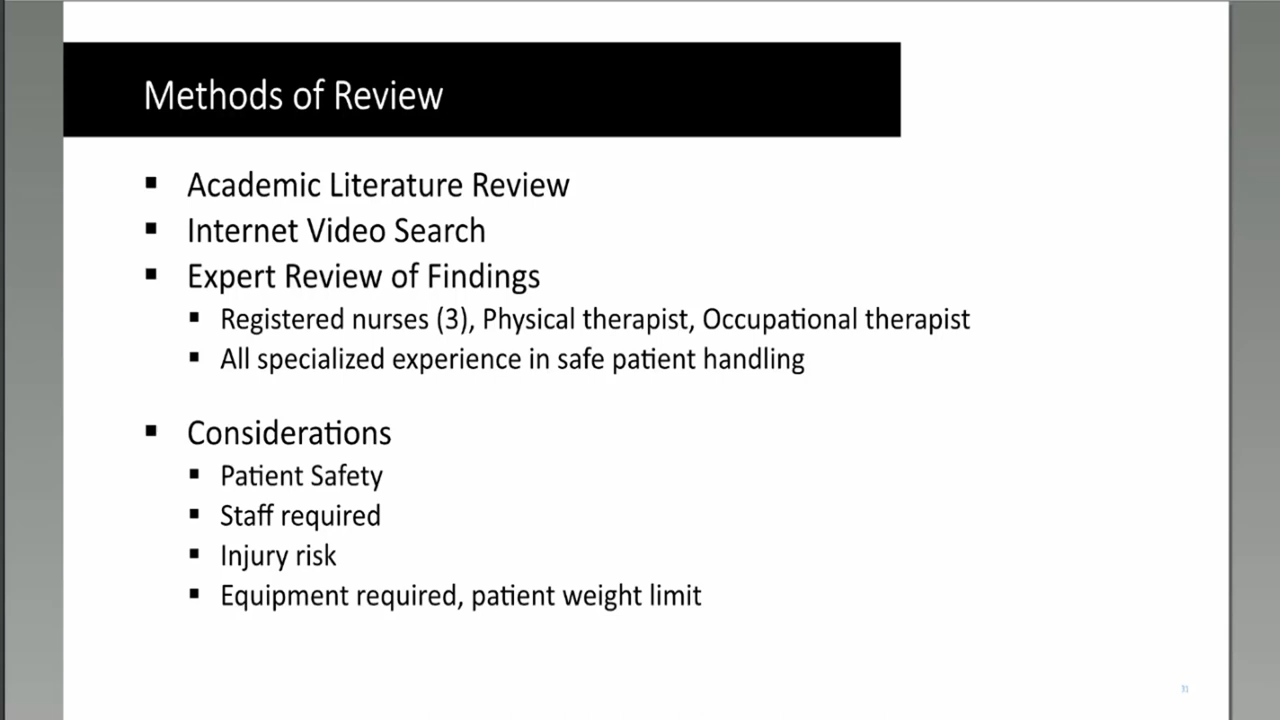 Methods of Review
▪ Academic Literature Review
▪ Internet Video Search
▪ Expert Review of Findings
▪ Registered nurses (3), Physical therapist, Occupational therapist
▪ All specialized experience in safe patient handling
▪ Considerations
▪ Patient Safety
▪ Staff required
▪ Injury risk
▪ Equipment required, patient weight limit
31